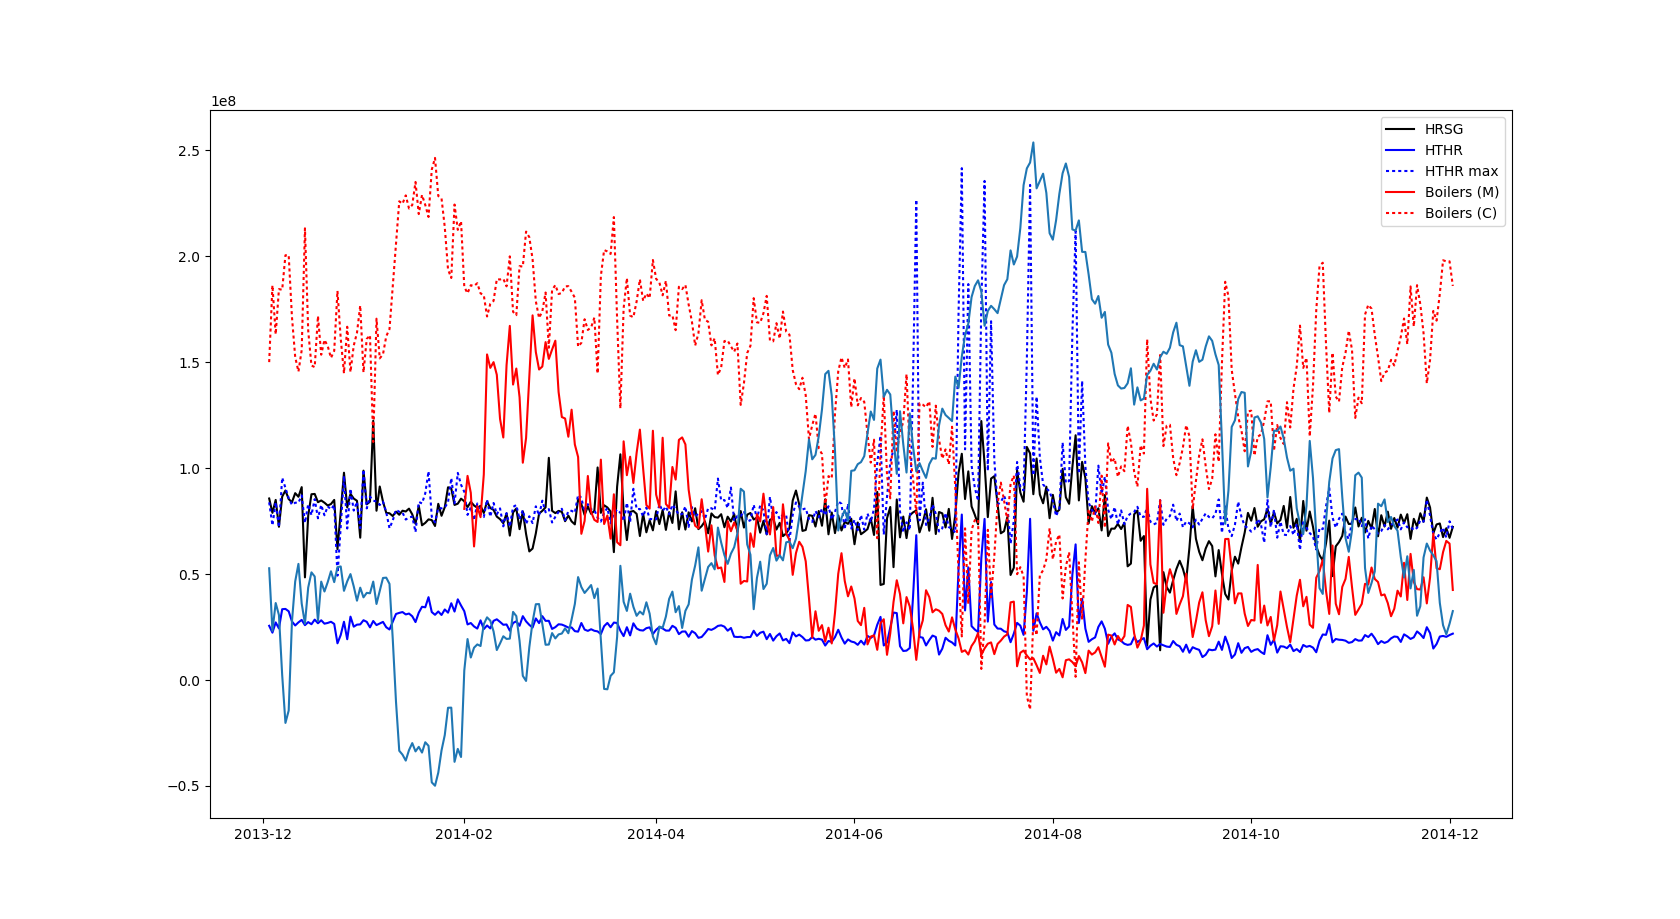 1e8
2.5
2.0
1.5
1.0
0.5
0.0
−0.5
2013-12
2014-02
2014-04
2014-06
2014-08
2014-10
2014-12
HRSG
HTHR
HTHR max
Boilers (M)
Boilers (C)